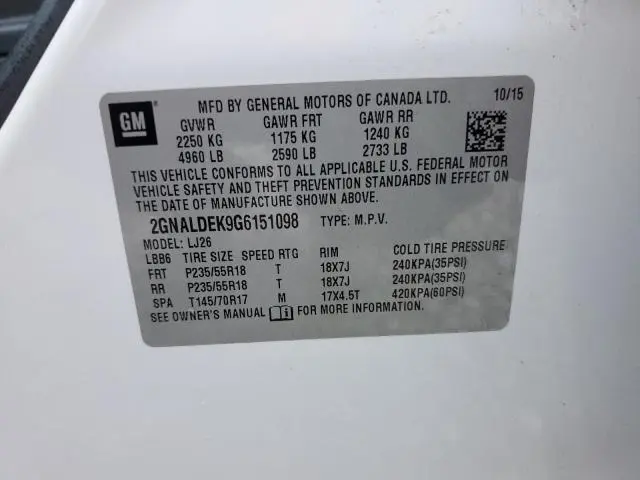 GM
MFD BY GENERAL MOTORS OF CANADA LTD. 10/15
GVWR GAWR FRT GAWR RR
2250 KG 1175 KG 1240 KG
4960 LB 2590 LB 2733 LB
THIS VEHICLE CONFORMS TO ALL APPLICABLE U.S. FEDERAL MOTOR
VEHICLE SAFETY AND THEFT PREVENTION STANDARDS IN EFFECT ON
THE DATE OF MANUFACTURE SHOWN ABOVE.
2GNALDEK9G6151098 TYPE: M.P.V.
MODEL: LJ26
LBB6 TIRE SIZE SPEED RTG RIM COLD TIRE PRESSURE
FRT P235/55R18 T 18X7J 240KPA(35PSI)
RR P235/55R18 T 18X7J 240KPA(35PSI)
SPA T145/70R17 M 17X4.5T 420KPA(60PSI)
SEE OWNER'S MANUAL i FOR MORE INFORMATION.